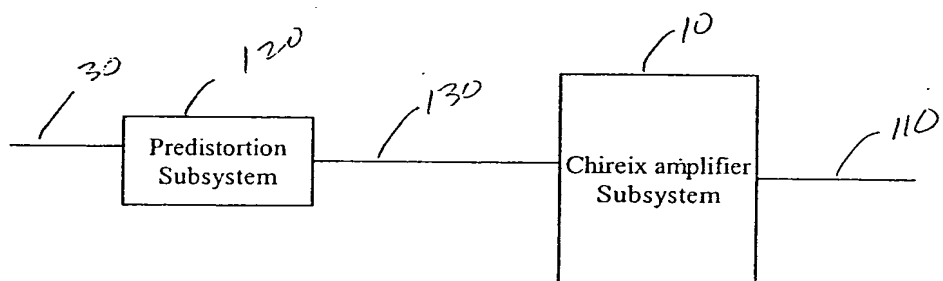 30
120
130
10
110
Predistortion
Subsystem
Chireix amplifier
Subsystem